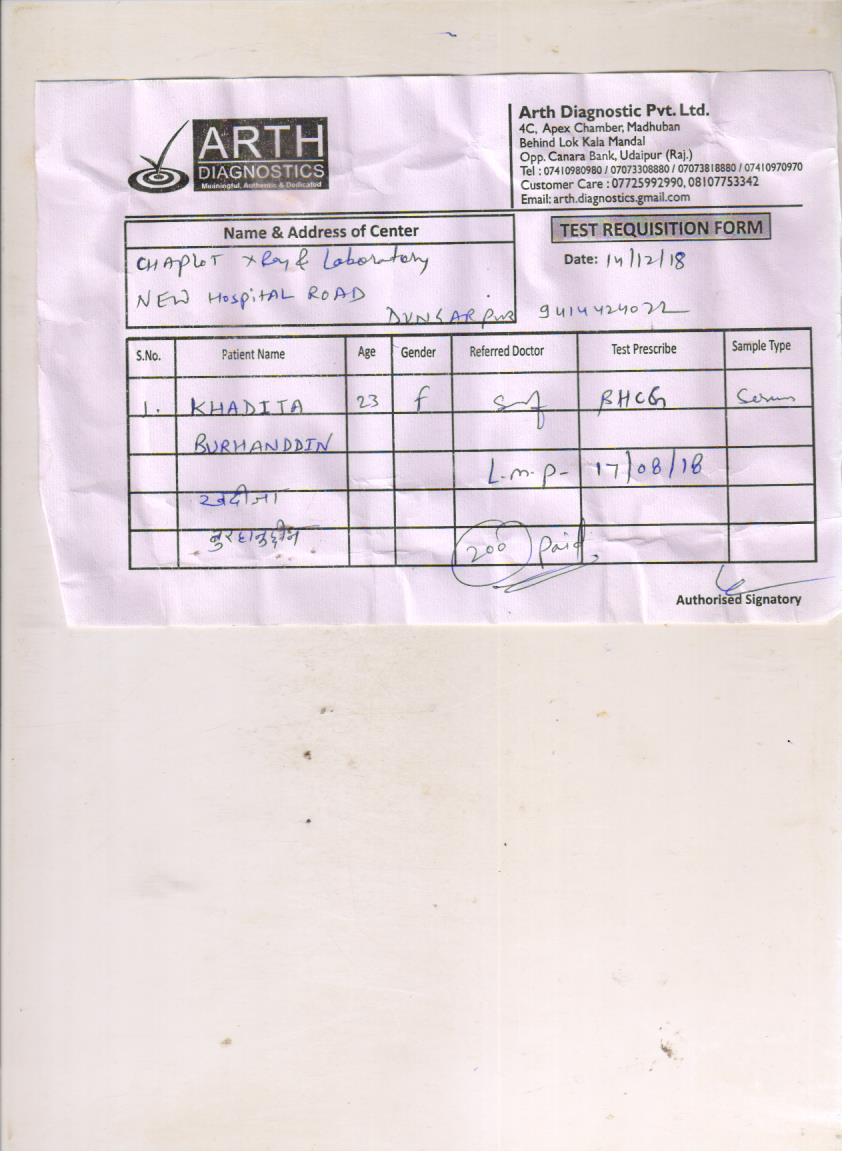 ARTH
DIAGNOSTICS
Meaningful, Authentic & Dedicated
Arth Diagnostic Pvt. Ltd.
4C, Apex Chamber, Madhuban
Behind Lok Kala Mandal
Opp. Canara Bank, Udaipur (Raj.)
Tel : 07410980980 / 07073308880 / 07073818880 / 07410970970
Customer Care : 07725992990, 08107753342
Email: arth.diagnostics.gmail.com
Name & Address of Center
CHAPLOT X Ray & Laboratory
NEW Hospital ROAD
DUNGARpur
TEST REQUISITION FORM
Date: 14/12/18
9414424022
S.No. Patient Name Age Gender Referred Doctor Test Prescribe Sample Type
1. KHADITA 23 f Self BHCG Serum
BURHANDDIN
L.m.p- 17/08/18
खदीजा
बुरहानुद्दीन
200 Paid
Authorised Signatory